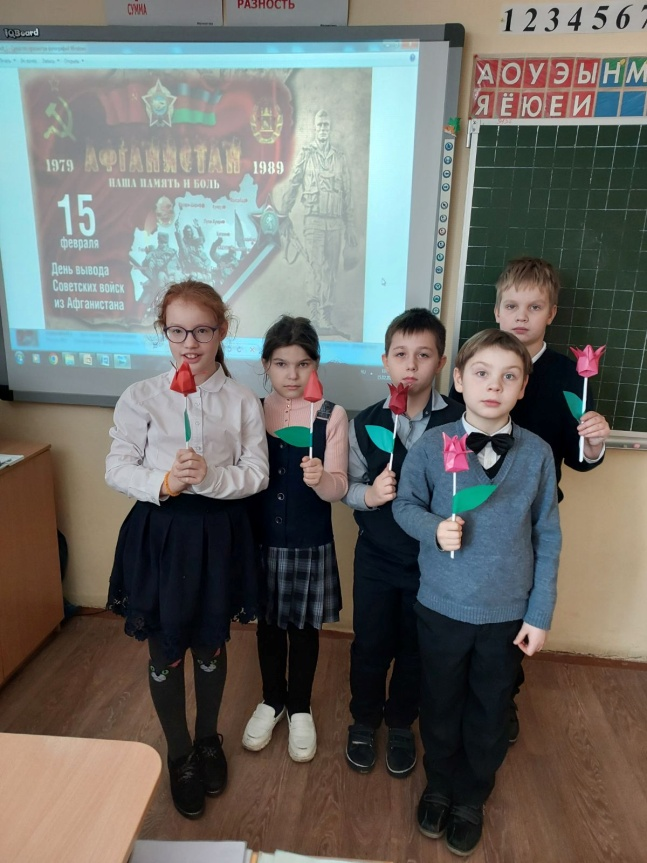 СУММА
РАЗНОСТЬ
IQBoard
1234567
АОУЭЫНМ
ЯЁЮЕИ
1979 АФГАНИСТАН 1989
НАША ПАМЯТЬ И БОЛЬ
15
февраля
День вывода
Советских войск
из Афганистана